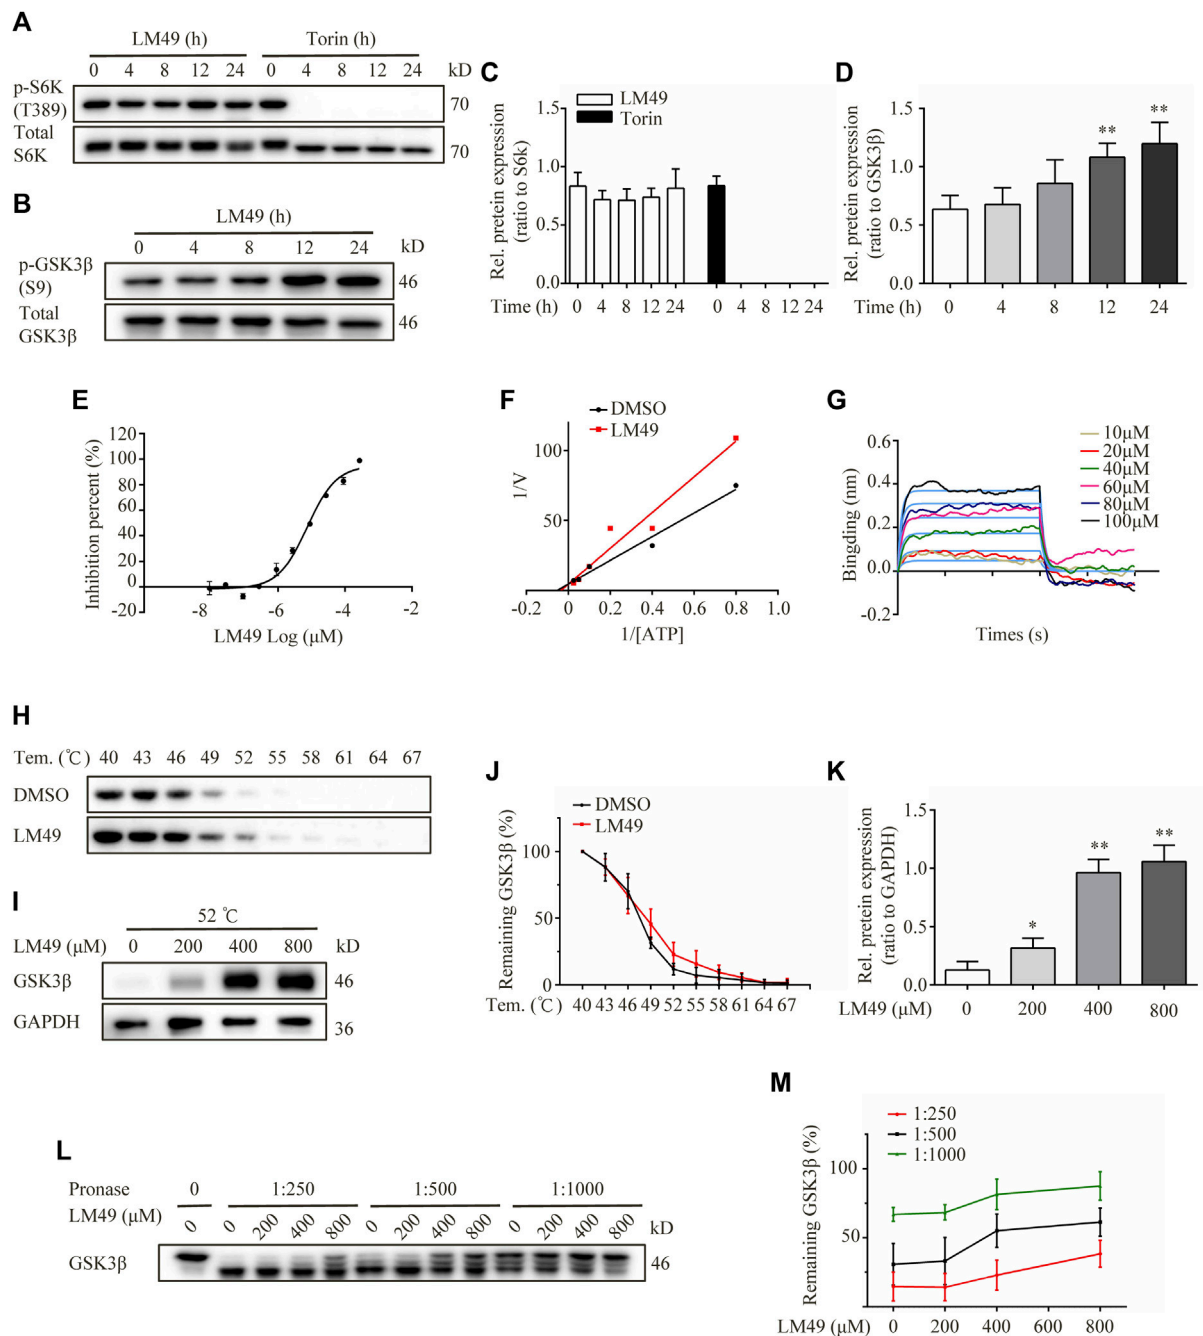 A
LM49 (h) Torin (h)
0 4 8 12 24 0 4 8 12 24 kD
p-S6K
(T389)
70
Total
S6K
70
B
LM49 (h)
0 4 8 12 24 kD
p-GSK3β
(S9)
46
Total
GSK3β
46
C
LM49
Torin
Rel. pretein expression
(ratio to S6k)
1.5
1.0
0.5
0.0
Time (h) 0 4 8 12 24 0 4 8 12 24
D
Rel. pretein expression
(ratio to GSK3β)
1.5
1.0
0.5
0.0
** **
Time (h) 0 4 8 12 24
E
Inhibition percent (%)
120
100
80
60
40
20
0
-20
-8 -6 -4 -2
LM49 Log (μM)
F
DMSO
LM49
1/V
100
50
-0.2 0 0.2 0.4 0.6 0.8 1.0
1/[ATP]
G
Bingding (nm)
0.6
0.4
0.2
0.0
-0.2
10μM
20μM
40μM
60μM
80μM
100μM
Times (s)
H
Tem. (℃) 40 43 46 49 52 55 58 61 64 67
DMSO
LM49
I
52 ℃
LM49 (μM) 0 200 400 800 kD
GSK3β 46
GAPDH 36
J
DMSO
LM49
Remaining GSK3β (%)
100
50
0
Tem. (℃) 40 43 46 49 52 55 58 61 64 67
K
Rel. pretein expression
(ratio to GAPDH)
1.5
1.0
0.5
0.0
* ** **
LM49 (μM) 0 200 400 800
L
Pronase 0 1:250 1:500 1:1000
LM49 (μM) 0 0 200 400 800 0 200 400 800 0 200 400 800 kD
GSK3β 46
M
1:250
1:500
1:1000
Remaining GSK3β (%)
100
50
0
LM49 (μM) 0 200 400 600 800